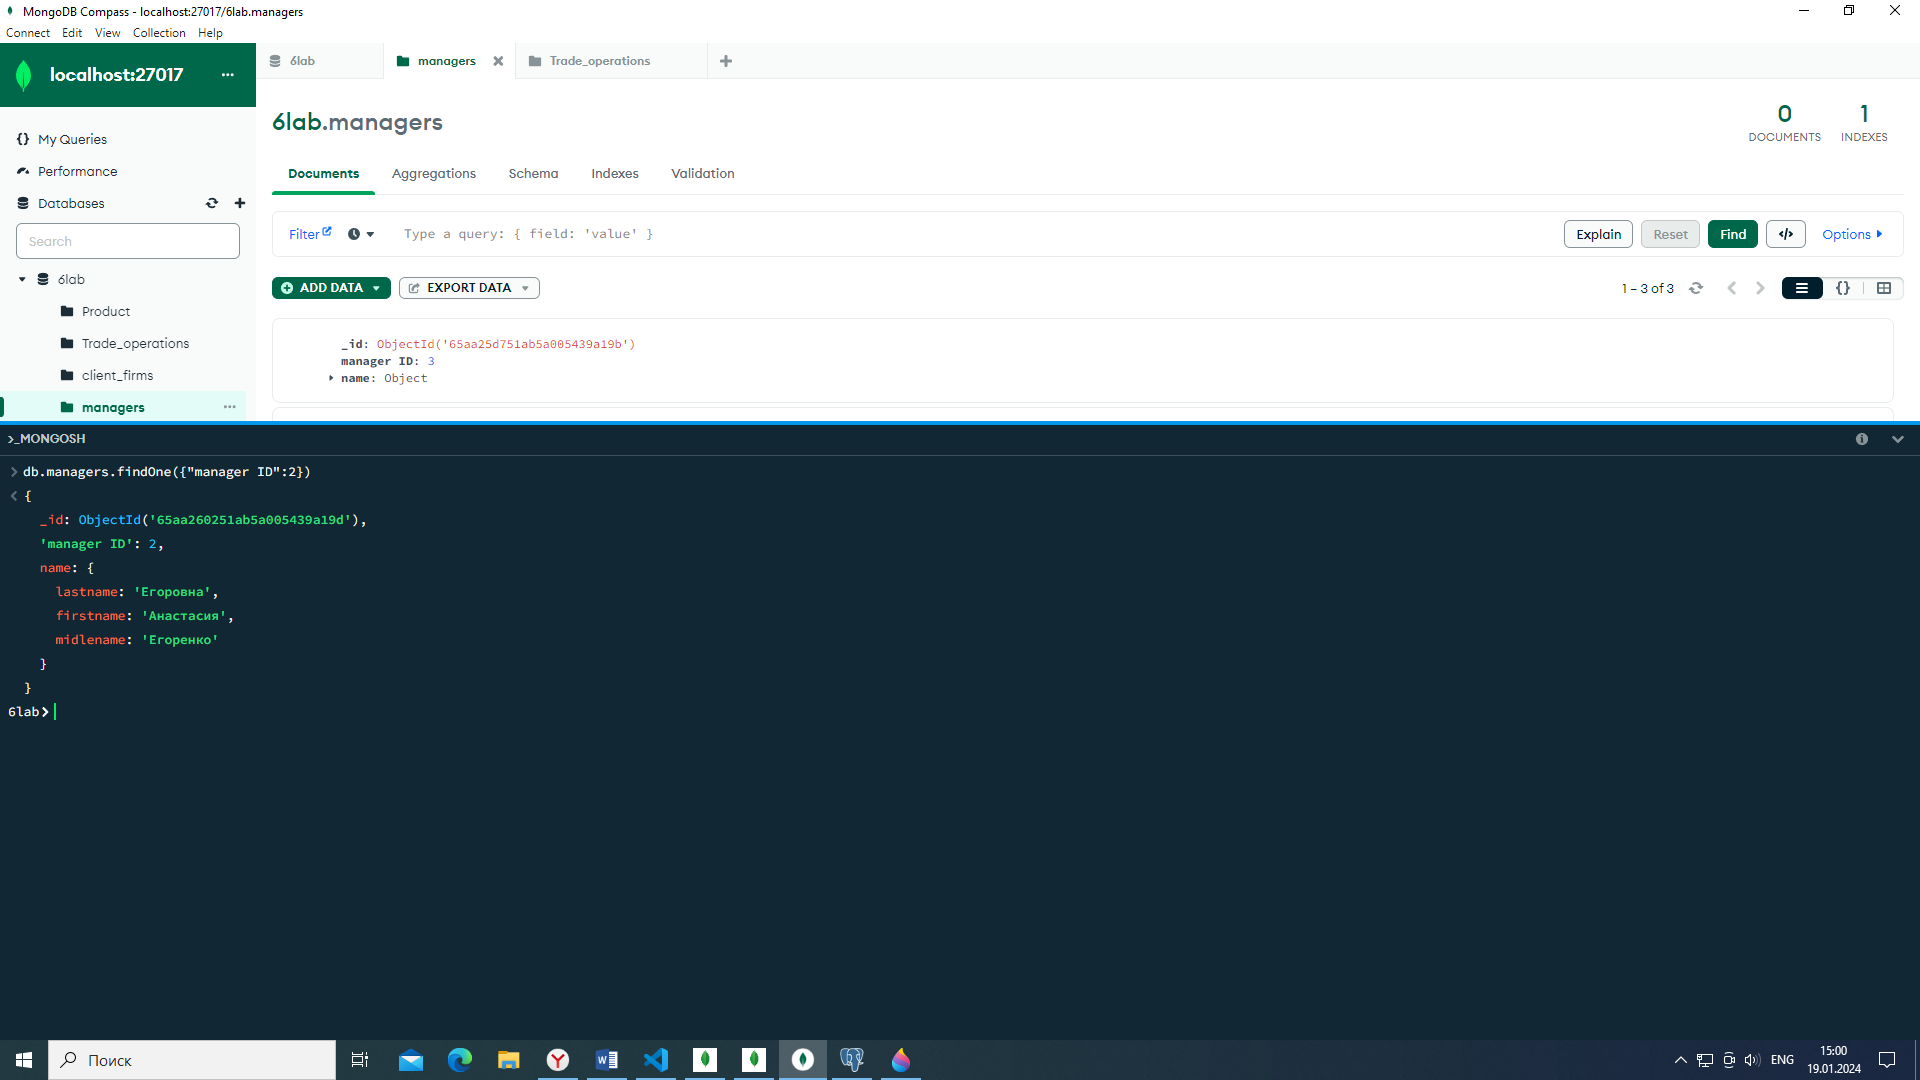 MongoDB Compass - localhost:27017/6lab.managers
Connect Edit View Collection Help
localhost:27017 ...
6lab
managers
Trade_operations
My Queries
Performance
Databases
Search
6lab
Product
Trade_operations
client_firms
managers
6lab.managers
0
DOCUMENTS
1
INDEXES
Documents Aggregations Schema Indexes Validation
Filter Type a query: { field: 'value' } Explain Reset Find </> Options
ADD DATA EXPORT DATA 1 – 3 of 3 {}
_id: ObjectId('65aa25d751ab5a005439a19b')
manager ID: 3
name: Object
>_MONGOSH
db.managers.findOne({"manager ID":2})
{
_id: ObjectId('65aa260251ab5a005439a19d'),
'manager ID': 2,
name: {
lastname: 'Егоровна',
firstname: 'Анастасия',
midlename: 'Егоренко'
}
}
6lab>
Поиск
ENG
15:00
19.01.2024